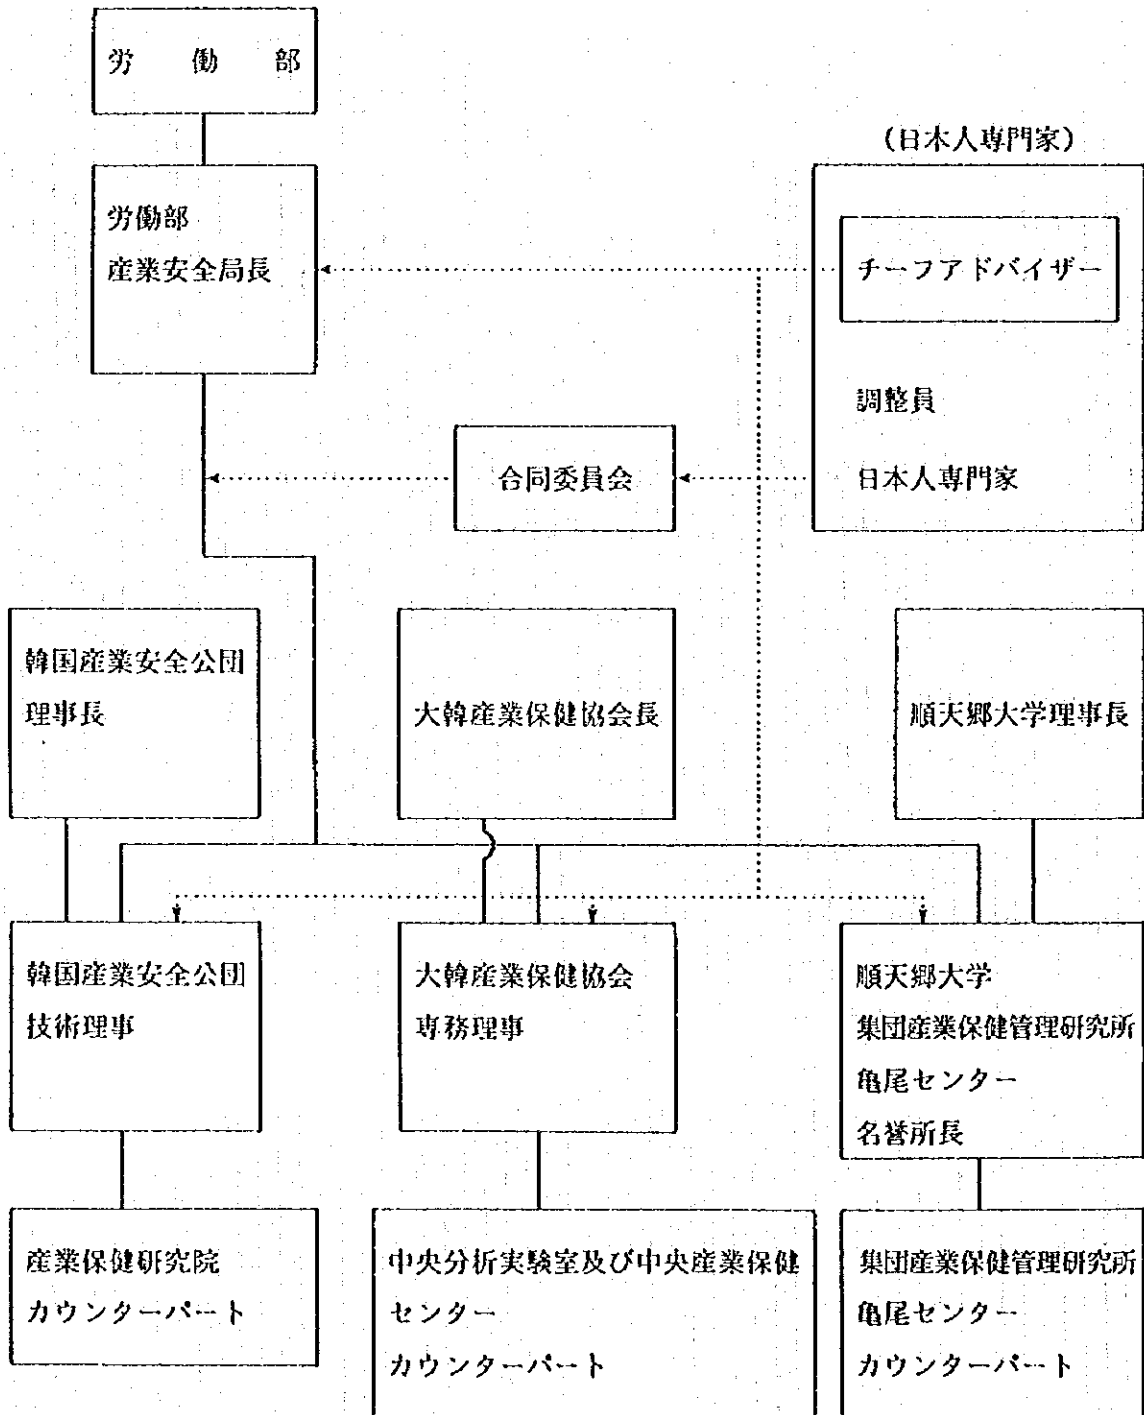 労働部
(日本人専門家)
労働部
産業安全局長
チーフアドバイザー
調整員
合同委員会
日本人専門家
韓国産業安全公団
理事長
大韓産業保健協会長
順天郷大学理事長
韓国産業安全公団
技術理事
大韓産業保健協会
専務理事
順天郷大学
集団産業保健管理研究所
亀尾センター
名誉所長
産業保健研究院
カウンターパート
中央分析実験室及び中央産業保健
センター
カウンターパート
集団産業保健管理研究所
亀尾センター
カウンターパート